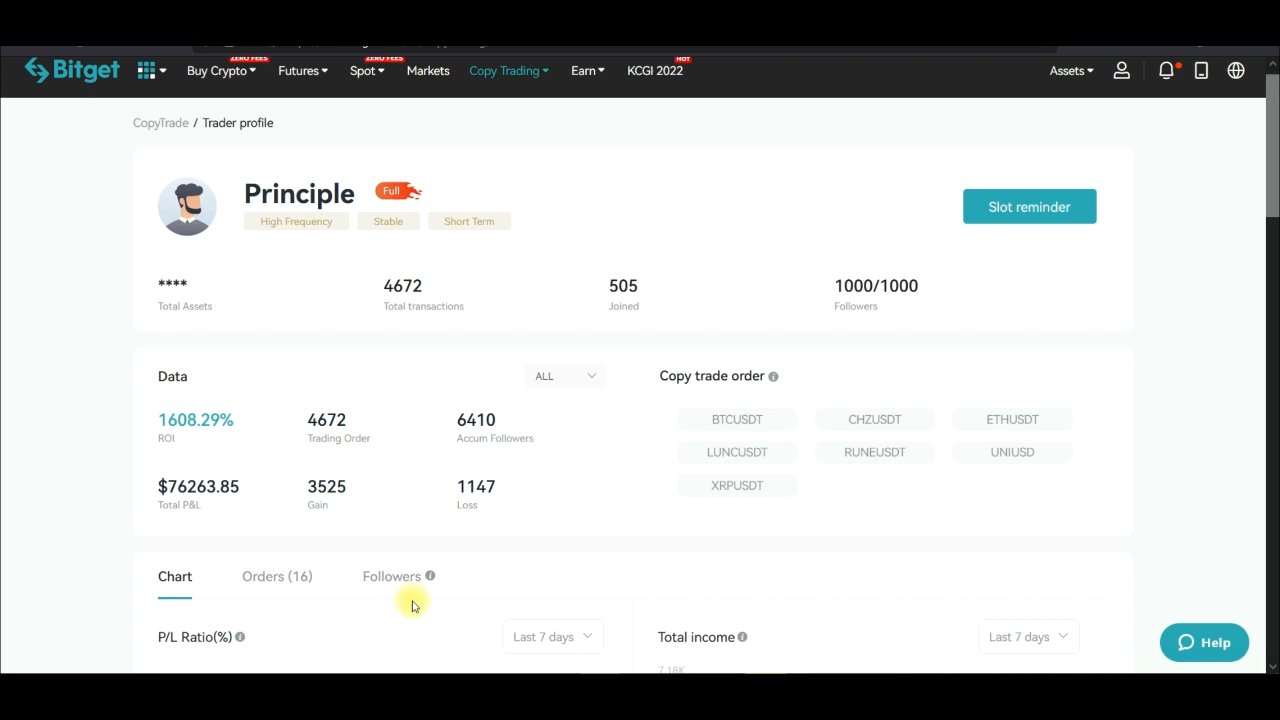 Bitget
ZERO FEES ZERO FEES HOT
Buy Crypto Futures Spot Markets Copy Trading Earn KCGI 2022 Assets
CopyTrade / Trader profile
Principle Full
High Frequency Stable Short Term
Slot reminder
**** 4672 505 1000/1000
Total Assets Total transactions Joined Followers
Data ALL
1608.29% 4672 6410
ROI Trading Order Accum Followers
$76263.85 3525 1147
Total P&L Gain Loss
Copy trade order
BTCUSDT CHZUSDT ETHUSDT
LUNCUSDT RUNEUSDT UNIUSD
XRPUSDT
Chart Orders (16) Followers
P/L Ratio(%) Last 7 days
Total income Last 7 days
7.18K
Help